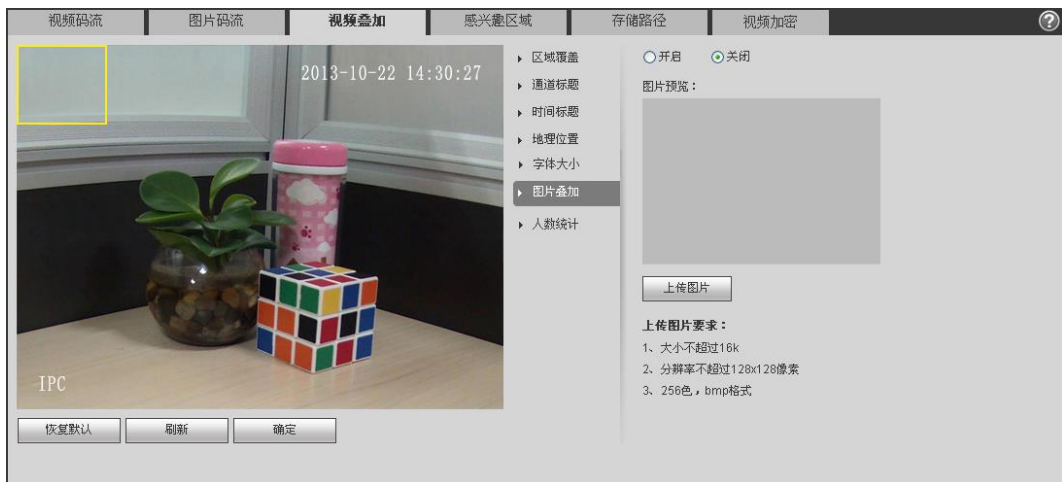 视频码流
图片码流
视频叠加
感兴趣区域
存储路径
视频加密
?
2013-10-22 14:30:27
IPC
恢复默认
刷新
确定
区域覆盖
通道标题
时间标题
地理位置
字体大小
图片叠加
人数统计
开启 关闭
图片预览：
上传图片
上传图片要求：
1、大小不超过16k
2、分辨率不超过128x128像素
3、256色，bmp格式